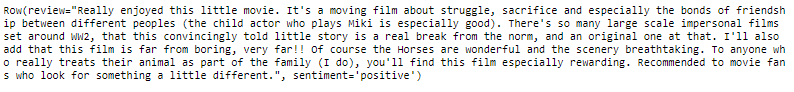 Row(review="Really enjoyed this little movie. It's a moving film about struggle, sacrifice and especially the bonds of friendsh
ip between different peoples (the child actor who plays Miki is especially good). There's so many large scale impersonal films
set around WW2, that this convincingly told little story is a real break from the norm, and an original one at that. I'll also
add that this film is far from boring, very far!! Of course the Horses are wonderful and the scenery breathtaking. To anyone wh
o really treats their animal as part of the family (I do), you'll find this film especially rewarding. Recommended to movie fan
s who look for something a little different.", sentiment='positive')